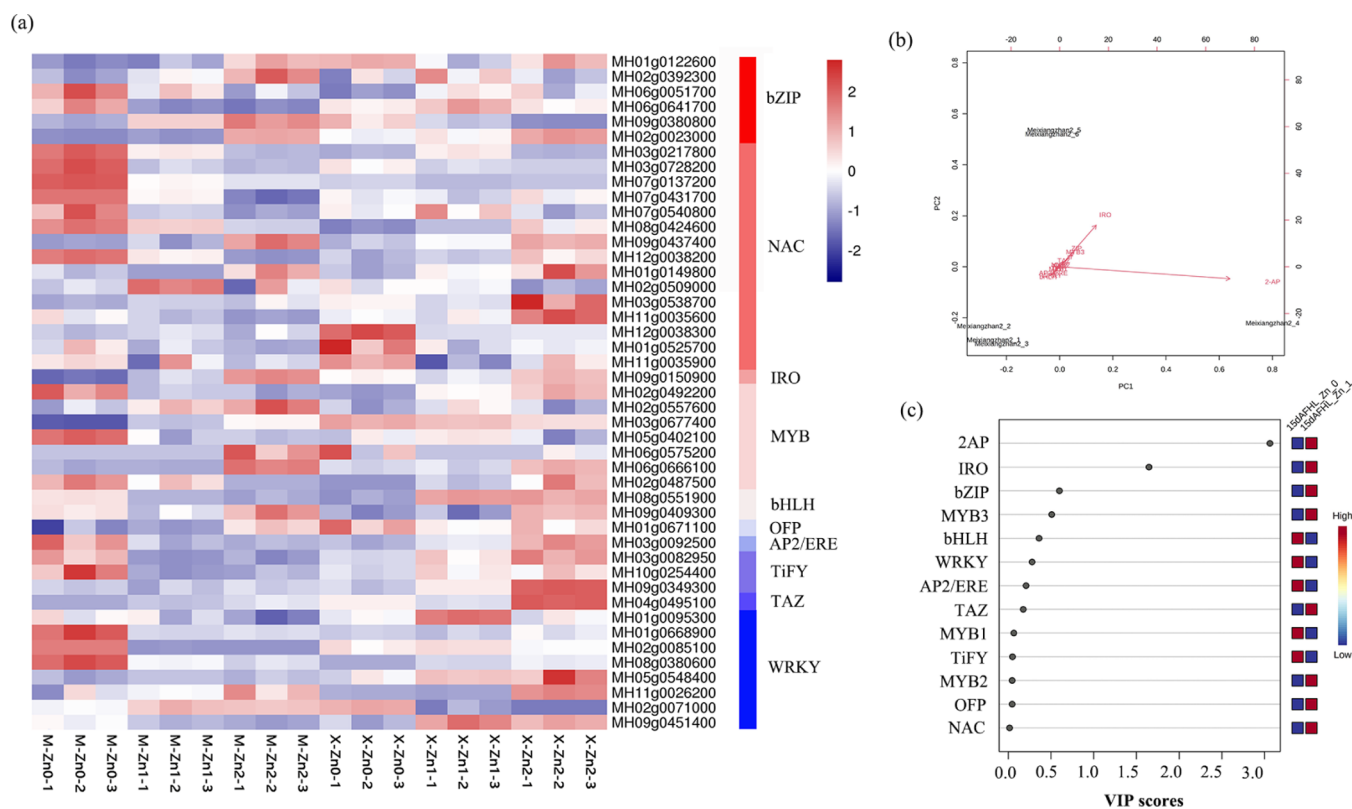 (a)
MH01g0122600
MH02g0392300
MH06g0051700
MH06g0641700
MH09g0380800
MH02g0023000
MH03g0217800
MH03g0728200
MH07g0137200
MH07g0431700
MH07g0540800
MH08g0424600
MH09g0437400
MH12g0038200
MH01g0149800
MH02g0509000
MH03g0538700
MH11g0035600
MH12g0038300
MH01g0525700
MH11g0035900
MH09g0150900
MH02g0492200
MH02g0557600
MH03g0677400
MH05g0402100
MH06g0575200
MH06g0666100
MH02g0487500
MH08g0551900
MH09g0409300
MH01g0671100
MH03g0092500
MH03g0082950
MH10g0254400
MH09g0349300
MH04g0495100
MH01g0095300
MH01g0668900
MH02g0085100
MH08g0380600
MH05g0548400
MH11g0026200
MH02g0071000
MH09g0451400
bZIP
NAC
IRO
MYB
bHLH
OFP
AP2/ERE
TiFY
TAZ
WRKY
2
1
0
-1
-2
M-Zn0-1
M-Zn0-2
M-Zn0-3
M-Zn1-1
M-Zn1-2
M-Zn1-3
M-Zn2-1
M-Zn2-2
M-Zn2-3
X-Zn0-1
X-Zn0-2
X-Zn0-3
X-Zn1-1
X-Zn1-2
X-Zn1-3
X-Zn2-1
X-Zn2-2
X-Zn2-3
(b)
-20 0 20 40 60 80
0.8
0.6
0.4
0.2
0.0
-0.2
PC2
80
60
40
20
0
-20
Meixiangzhan2_5
IRO
MYB3
2-AP
Meixiangzhan2_2
Meixiangzhan2_4
Meixiangzhan2_1
Meixiangzhan2_3
-0.2 0.0 0.2 0.4 0.6 0.8
PC1
(c)
15dAFHL_Zn_0
15dAFHL_Zn_1
2AP
IRO
bZIP
MYB3
bHLH
WRKY
AP2/ERE
TAZ
MYB1
TiFY
MYB2
OFP
NAC
High
Low
0.0 0.5 1.0 1.5 2.0 2.5 3.0
VIP scores